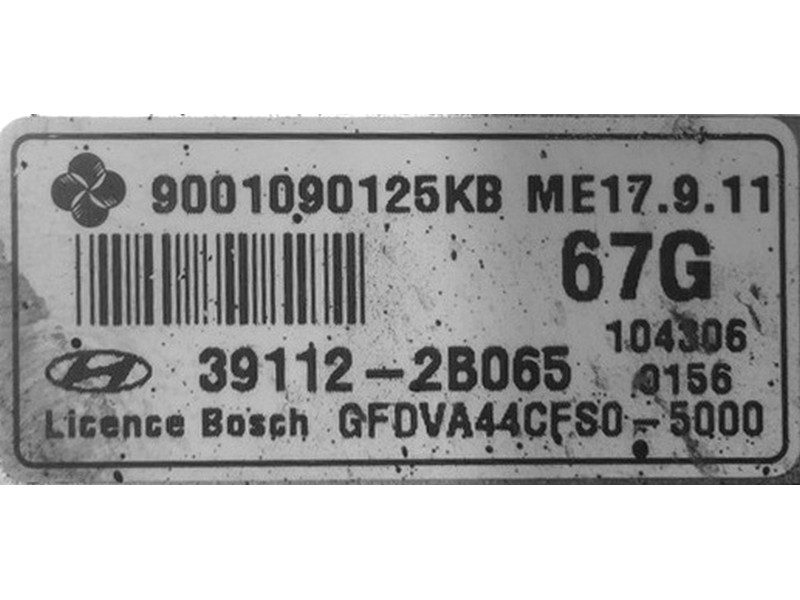 9001090125KB ME17.9.11
67G
104306
39112-2B065 0156
Licence Bosch GFDVA44CFS0-5000